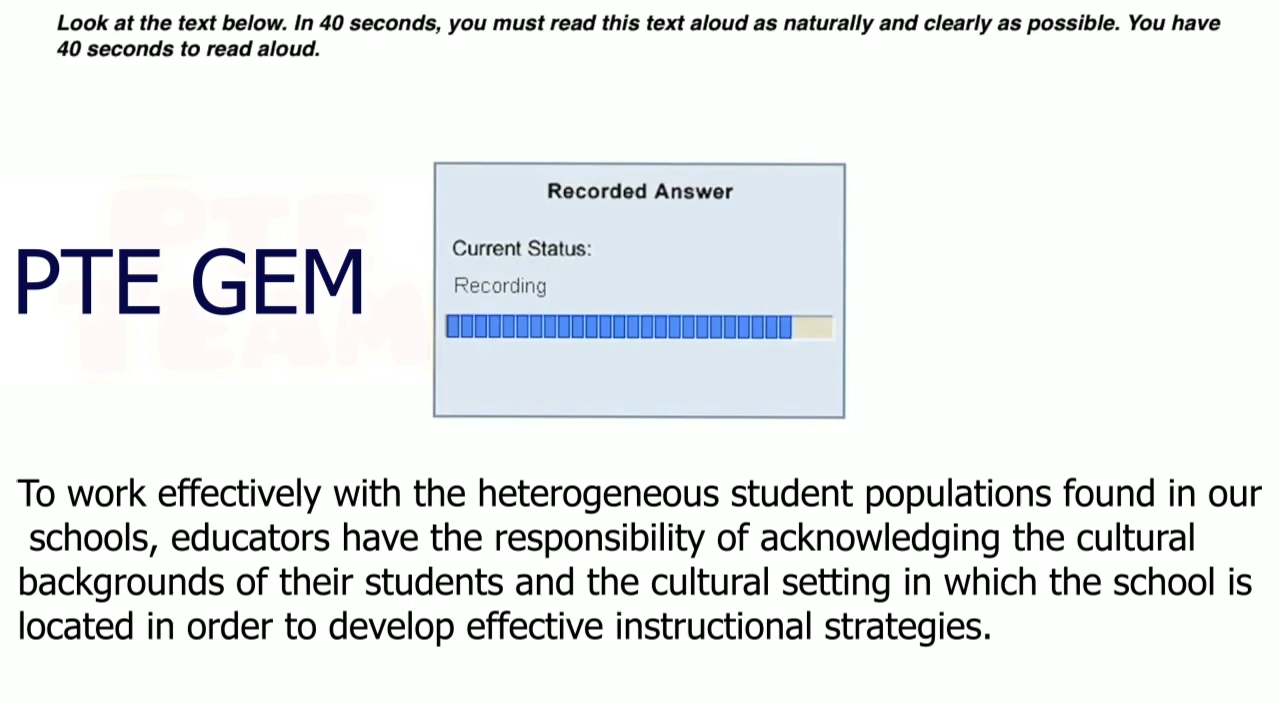 Look at the text below. In 40 seconds, you must read this text aloud as naturally and clearly as possible. You have
40 seconds to read aloud.
Recorded Answer
Current Status:
Recording
PTE
TEAM
PTE GEM
To work effectively with the heterogeneous student populations found in our
schools, educators have the responsibility of acknowledging the cultural
backgrounds of their students and the cultural setting in which the school is
located in order to develop effective instructional strategies.